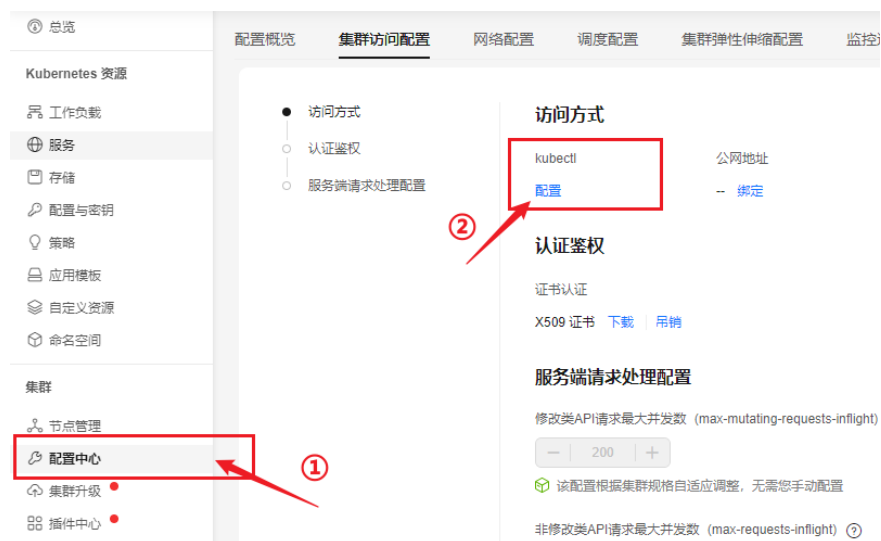 总览
Kubernetes 资源
工作负载
服务
存储
配置与密钥
策略
应用模板
自定义资源
命名空间
集群
节点管理
配置中心
集群升级
插件中心
①
配置概览 集群访问配置 网络配置 调度配置 集群弹性伸缩配置 监控
访问方式
认证鉴权
服务端请求处理配置
②
访问方式
kubectl 公网地址
配置 -- 绑定
认证鉴权
证书认证
X509 证书 下载 吊销
服务端请求处理配置
修改类API请求最大并发数 (max-mutating-requests-inflight)
− 200 +
该配置根据集群规格自适应调整，无需您手动配置
非修改类API请求最大并发数 (max-requests-inflight) ?